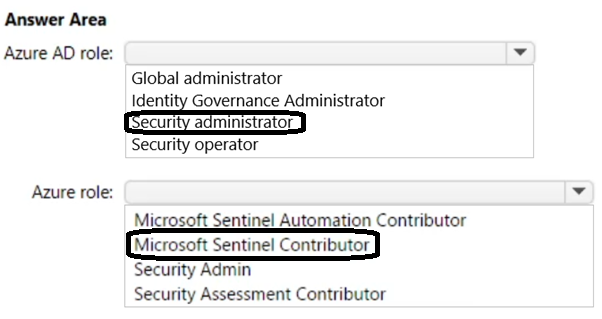 Answer Area
Azure AD role:
Global administrator
Identity Governance Administrator
Security administrator
Security operator
Azure role:
Microsoft Sentinel Automation Contributor
Microsoft Sentinel Contributor
Security Admin
Security Assessment Contributor